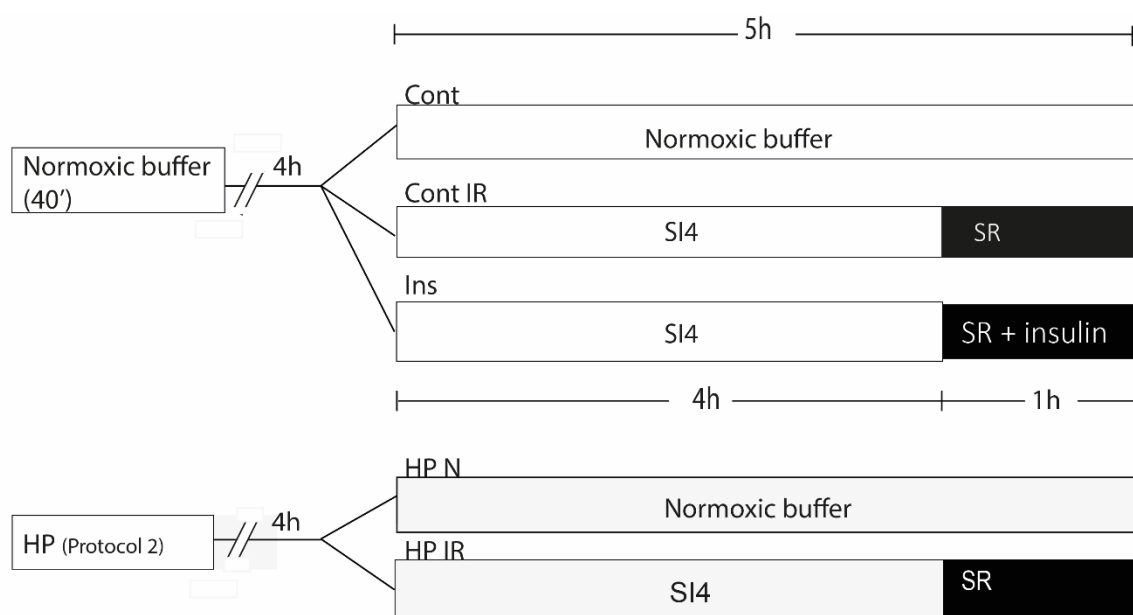 5h
Cont
Normoxic buffer
Normoxic buffer
(40')
4h
Cont IR
SI4
SR
Ins
SI4
SR + insulin
4h
1h
HP N
Normoxic buffer
4h
HP (Protocol 2)
HP IR
SI4
SR